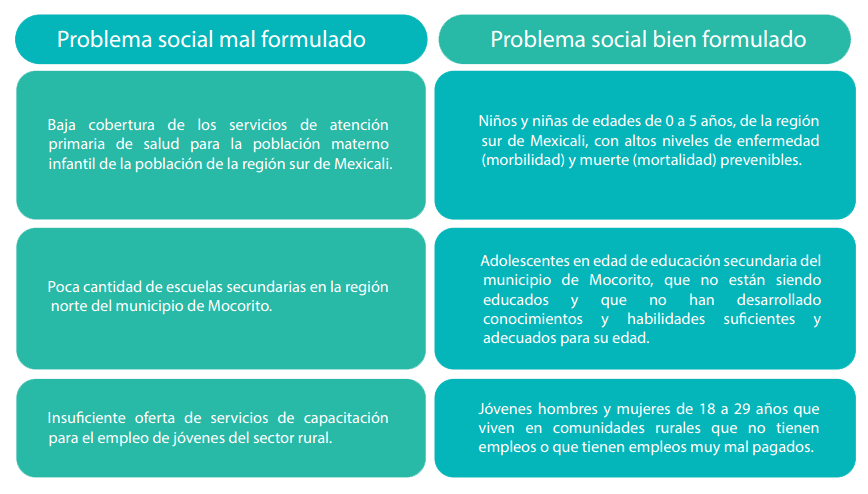 Problema social mal formulado
Problema social bien formulado
Baja cobertura de los servicios de atención
primaria de salud para la población materno
infantil de la población de la región sur de Mexicali.
Niños y niñas de edades de 0 a 5 años, de la región
sur de Mexicali, con altos niveles de enfermedad
(morbilidad) y muerte (mortalidad) prevenibles.
Poca cantidad de escuelas secundarias en la región
norte del municipio de Mocorito.
Adolescentes en edad de educación secundaria del
municipio de Mocorito, que no están siendo
educados y que no han desarrollado
conocimientos y habilidades suficientes y
adecuados para su edad.
Insuficiente oferta de servicios de capacitación
para el empleo de jóvenes del sector rural.
Jóvenes hombres y mujeres de 18 a 29 años que
viven en comunidades rurales que no tienen
empleos o que tienen empleos muy mal pagados.